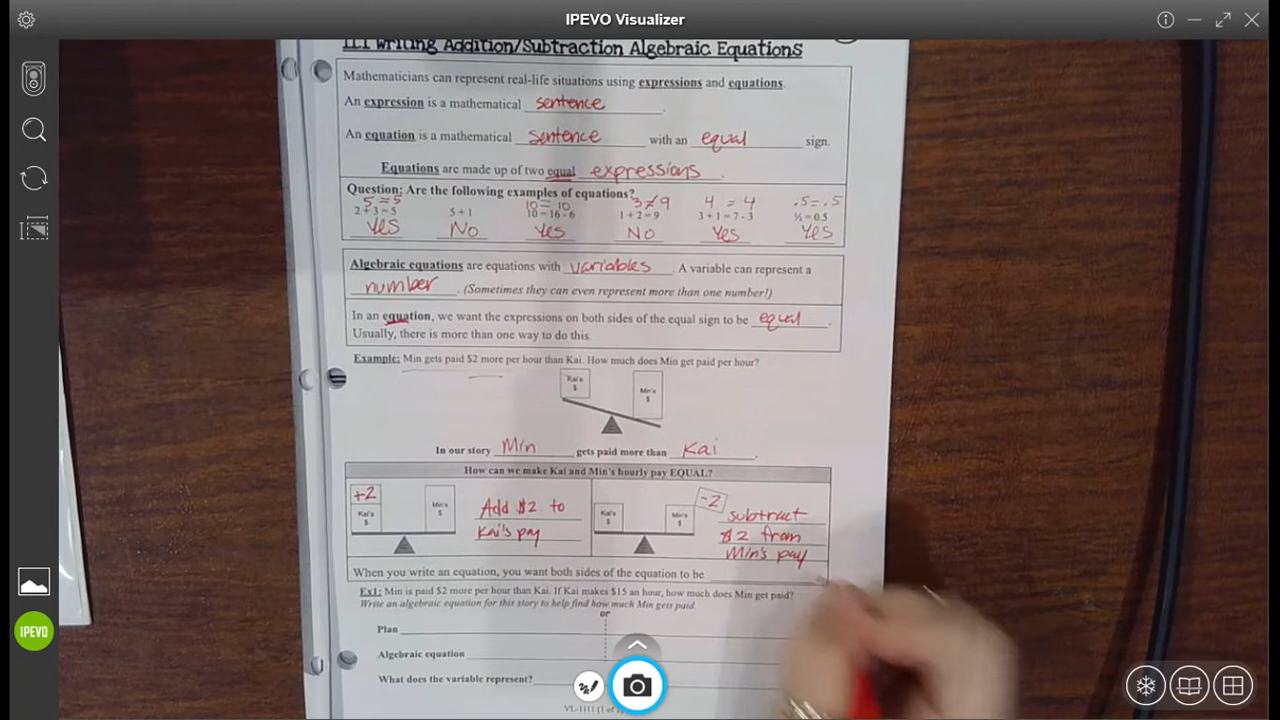 IPEVO Visualizer
11.1 Writing Addition/Subtraction Algebraic Equations
Mathematicians can represent real-life situations using expressions and equations.
An expression is a mathematical sentence.
An equation is a mathematical sentence with an equal sign.
Equations are made up of two equal expressions.
Question: Are the following examples of equations?
5 = 5 10 = 10 3 ≠ 9 4 = 4 .5 = .5
2 + 3 = 5 5 + 1 10 = 16 - 6 1 + 2 = 9 3 + 1 = 7 - 3 ½ = 0.5
Yes No Yes No Yes Yes
Algebraic equations are equations with variables. A variable can represent a
number. (Sometimes they can even represent more than one number!)
In an equation, we want the expressions on both sides of the equal sign to be equal.
Usually, there is more than one way to do this.
Example: Min gets paid $2 more per hour than Kai. How much does Min get paid per hour?
Kai's
$
Min's
$
In our story Min gets paid more than Kai.
How can we make Kai and Min's hourly pay EQUAL?
+2
Kai's
$
Min's
$
Add $2 to
Kai's pay
Kai's
$
Min's
$
-2
subtract
$2 from
Min's pay
When you write an equation, you want both sides of the equation to be
Ex1: Min is paid $2 more per hour than Kai. If Kai makes $15 an hour, how much does Min get paid?
Write an algebraic equation for this story to help find how much Min gets paid.
or
Plan
Algebraic equation
What does the variable represent?
IPEVO